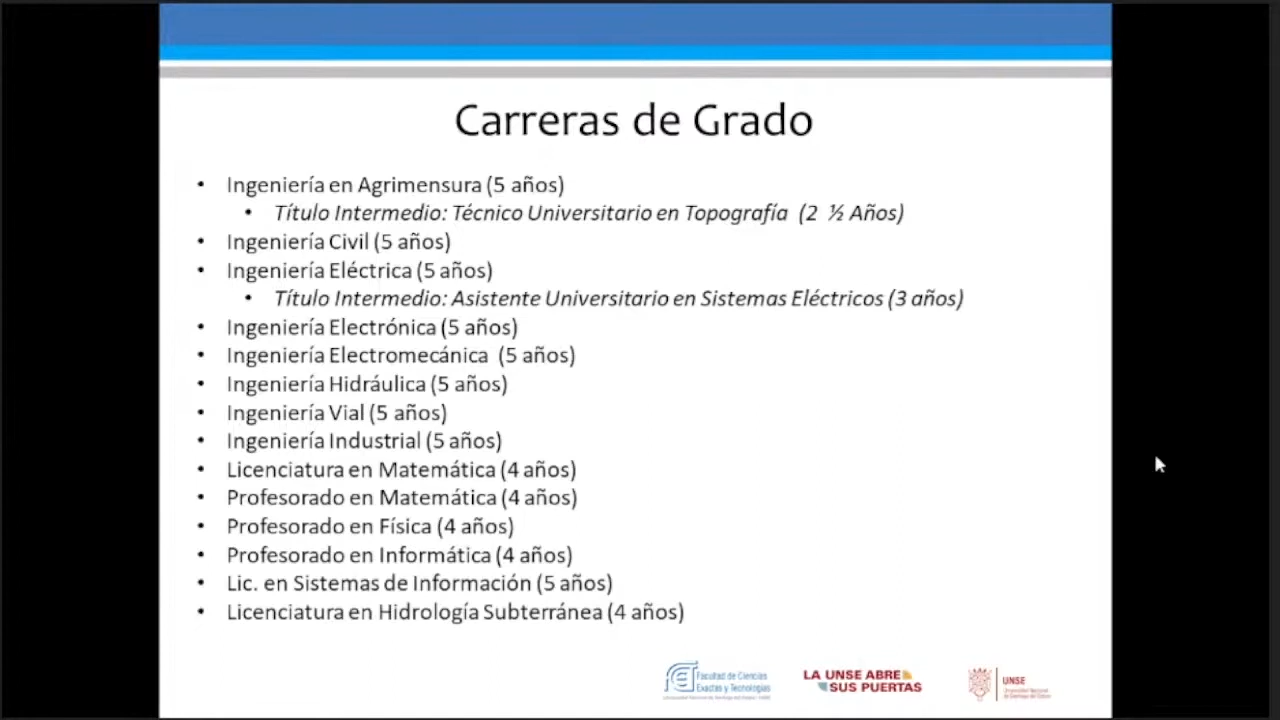 Carreras de Grado
• Ingeniería en Agrimensura (5 años)
• Título Intermedio: Técnico Universitario en Topografía (2 ½ Años)
• Ingeniería Civil (5 años)
• Ingeniería Eléctrica (5 años)
• Título Intermedio: Asistente Universitario en Sistemas Eléctricos (3 años)
• Ingeniería Electrónica (5 años)
• Ingeniería Electromecánica (5 años)
• Ingeniería Hidráulica (5 años)
• Ingeniería Vial (5 años)
• Ingeniería Industrial (5 años)
• Licenciatura en Matemática (4 años)
• Profesorado en Matemática (4 años)
• Profesorado en Física (4 años)
• Profesorado en Informática (4 años)
• Lic. en Sistemas de Información (5 años)
• Licenciatura en Hidrología Subterránea (4 años)
Facultad de Ciencias
Exactas y Tecnologías
LA UNSE ABRE
SUS PUERTAS
UNSE